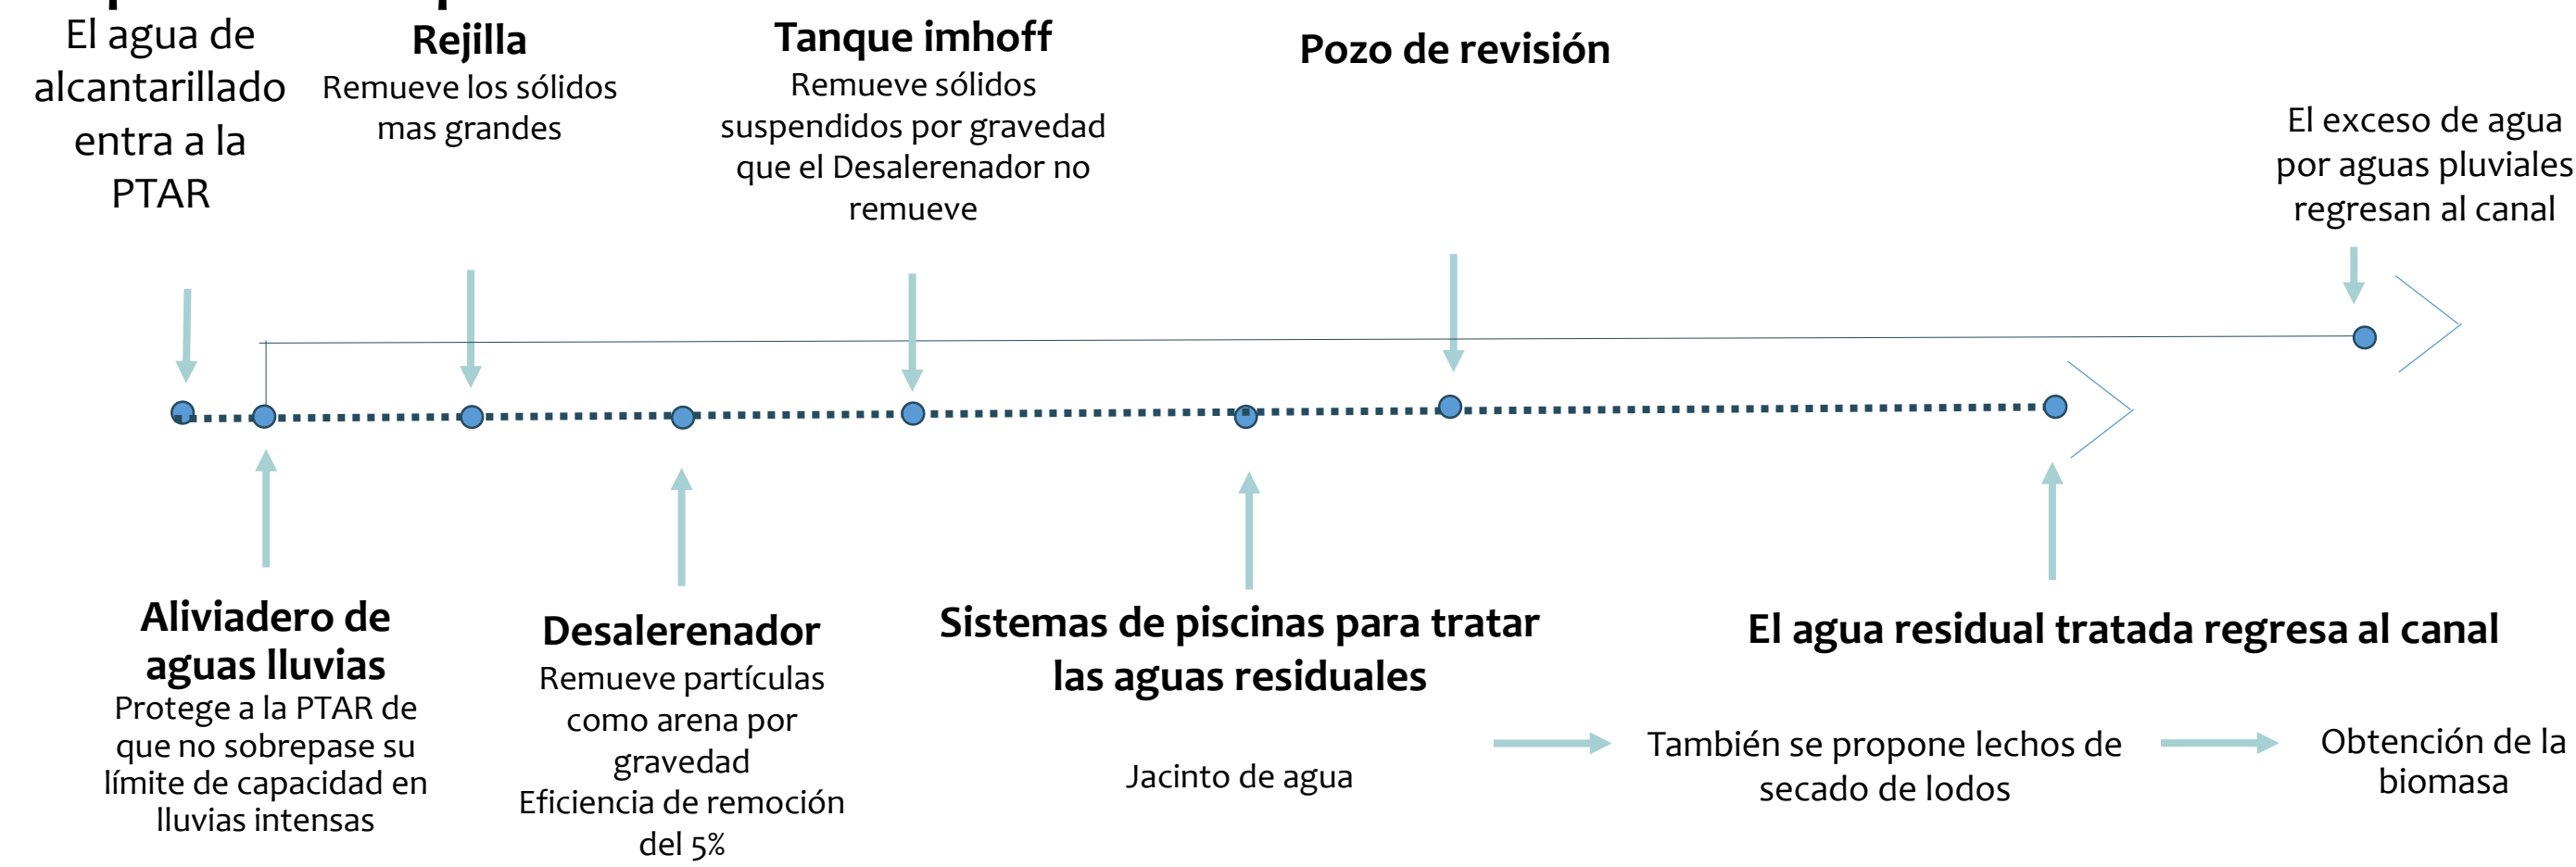 El agua de
alcantarillado
entra a la
PTAR
Rejilla
Remueve los sólidos
mas grandes
Tanque imhoff
Remueve sólidos
suspendidos por gravedad
que el Desalerenador no
remueve
Pozo de revisión
El exceso de agua
por aguas pluviales
regresan al canal
Aliviadero de
aguas lluvias
Protege a la PTAR de
que no sobrepase su
límite de capacidad en
lluvias intensas
Desalerenador
Remueve partículas
como arena por
gravedad
Eficiencia de remoción
del 5%
Sistemas de piscinas para tratar
las aguas residuales
Jacinto de agua
El agua residual tratada regresa al canal
También se propone lechos de
secado de lodos
Obtención de la
biomasa